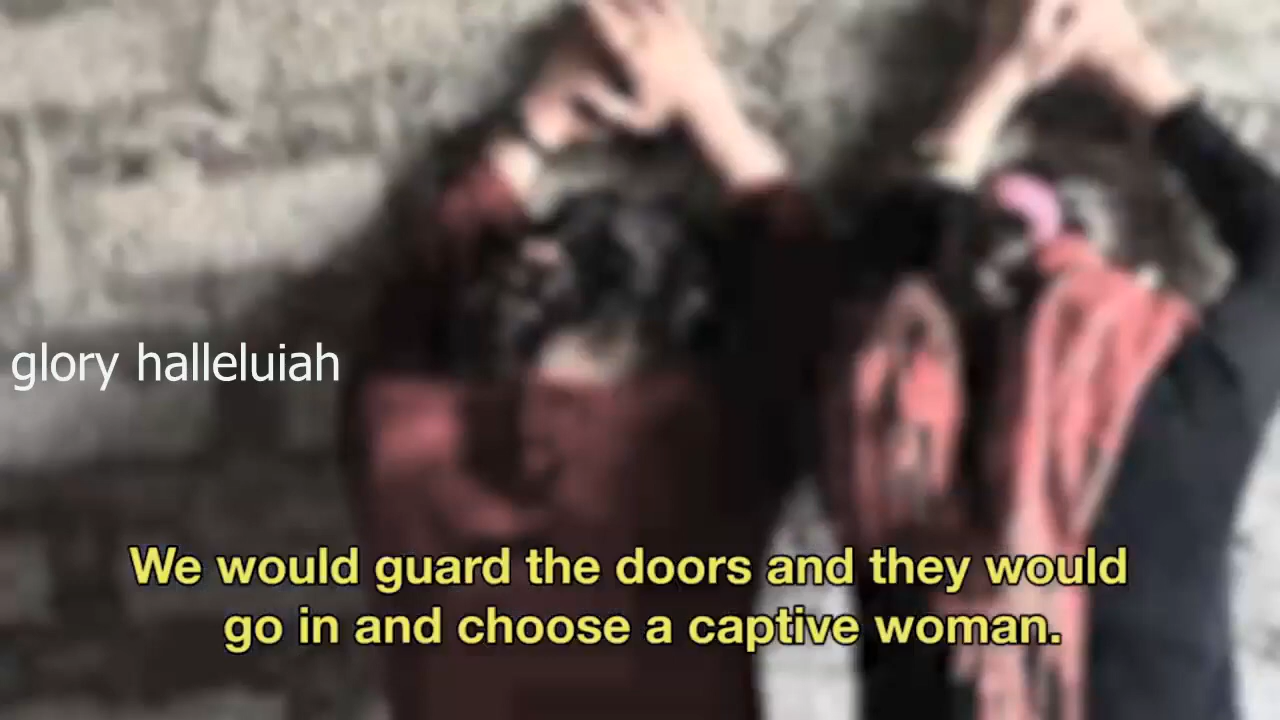 glory halleluiah
We would guard the doors and they would
go in and choose a captive woman.